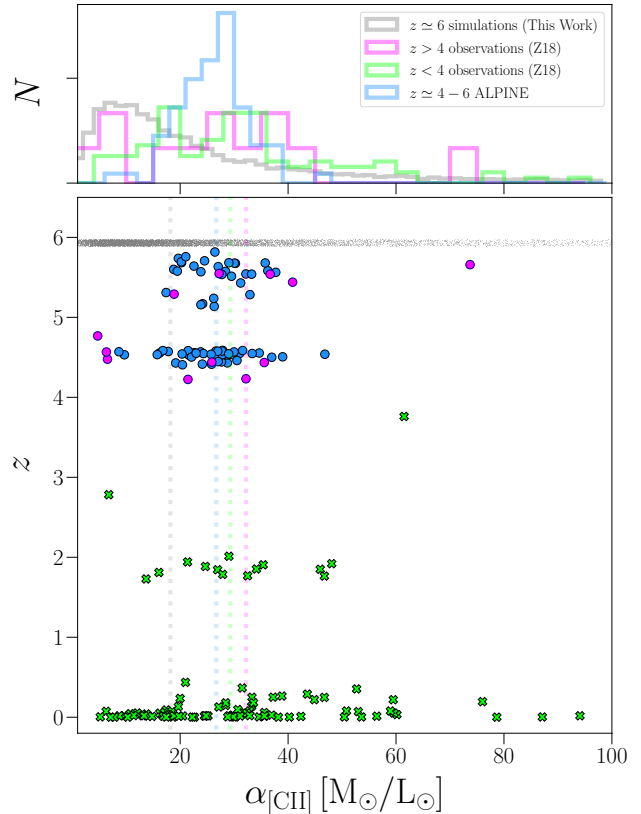 N
z ≃ 6 simulations (This Work)
z > 4 observations (Z18)
z < 4 observations (Z18)
z ≃ 4 − 6 ALPINE
6
5
4
3
2
1
0
z
20
40
60
80
100
α[CII] [M⊙/L⊙]